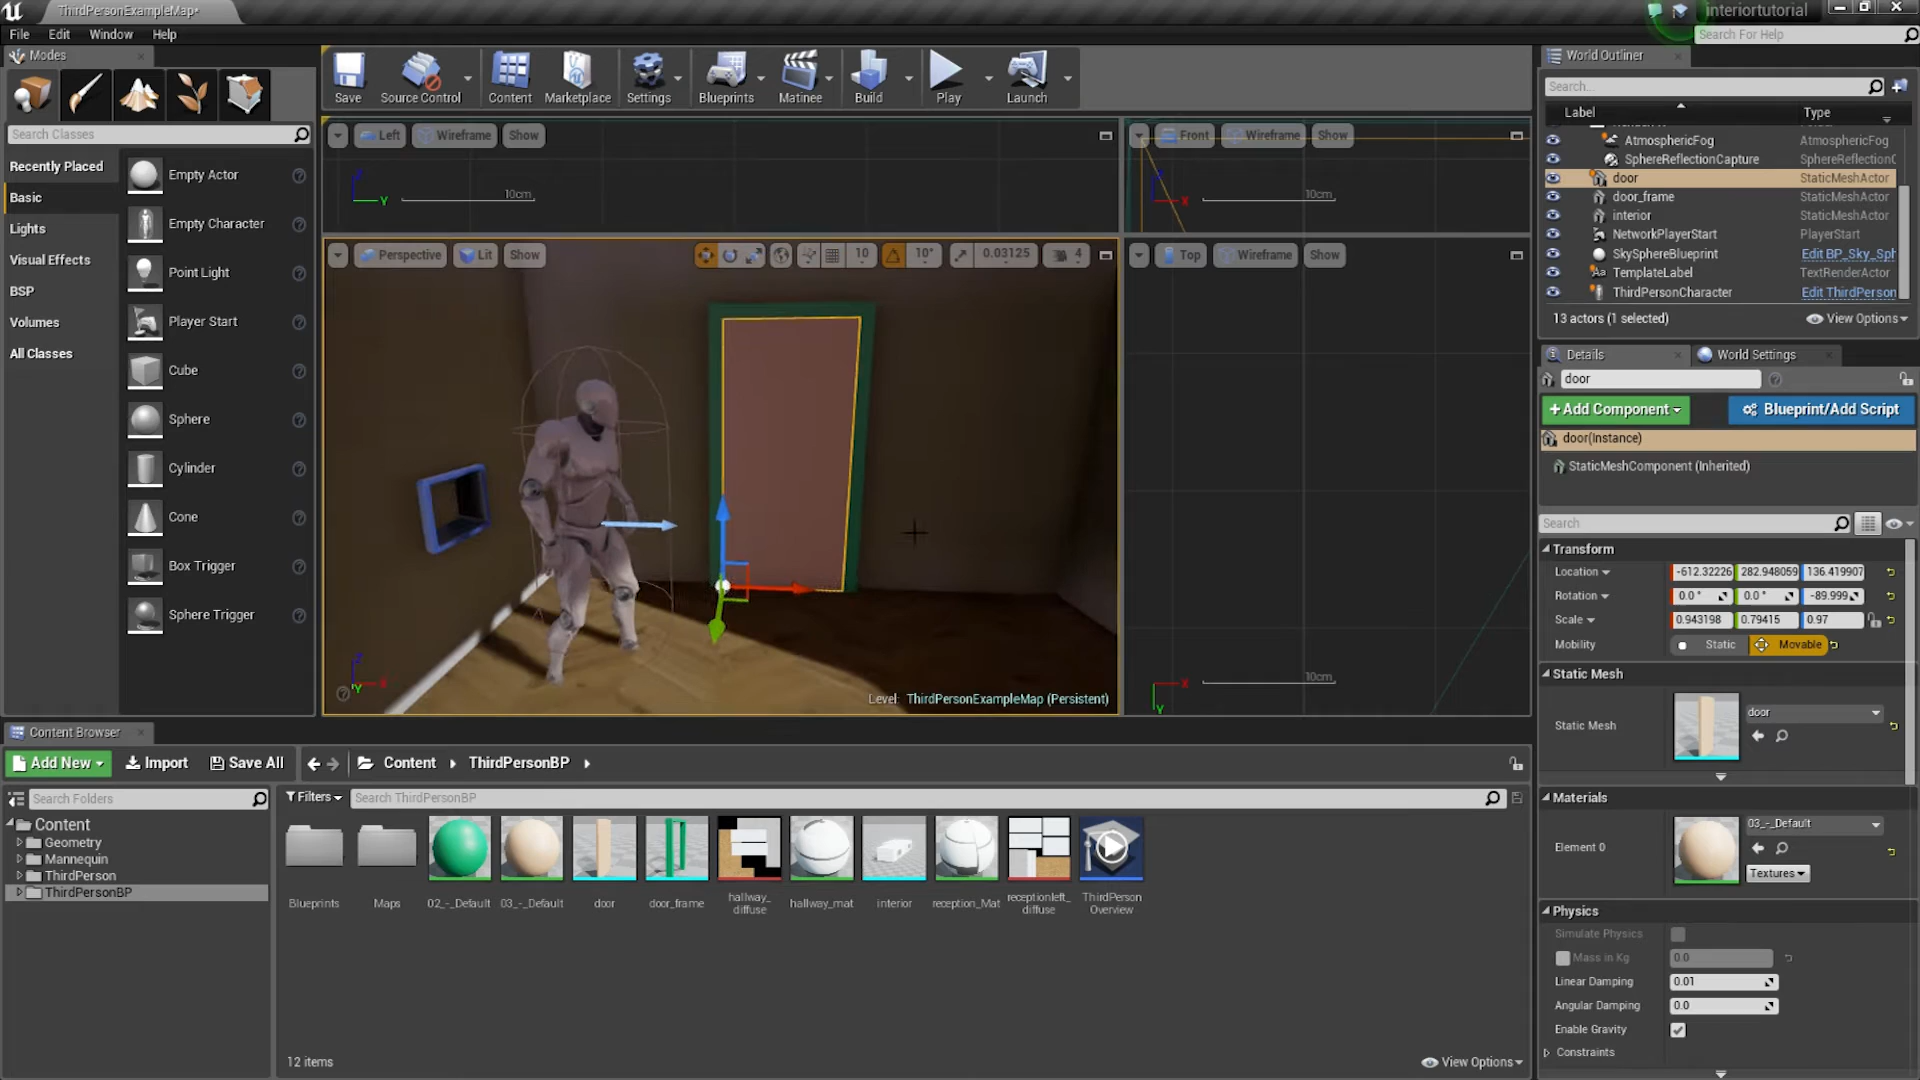 ThirdPersonExampleMap*
interiortutorial
File Edit Window Help
Search For Help
Modes
Search Classes
Recently Placed
Basic
Lights
Visual Effects
BSP
Volumes
All Classes
Empty Actor
Empty Character
Point Light
Player Start
Cube
Sphere
Cylinder
Cone
Box Trigger
Sphere Trigger
Save
Source Control
Content
Marketplace
Settings
Blueprints
Matinee
Build
Play
Launch
Left Wireframe Show
10cm
Y
Front Wireframe Show
10cm
X
Perspective Lit Show
10 10° 0.03125 4
Level: ThirdPersonExampleMap (Persistent)
Top Wireframe Show
10cm
X
Y
World Outliner
Search...
Label Type
AtmosphericFog AtmosphericFog
SphereReflectionCapture SphereReflectionC
door StaticMeshActor
door_frame StaticMeshActor
interior StaticMeshActor
NetworkPlayerStart PlayerStart
SkySphereBlueprint Edit BP_Sky_Sph
TemplateLabel TextRenderActor
ThirdPersonCharacter Edit ThirdPerson
13 actors (1 selected) View Options
Details World Settings
door
+Add Component Blueprint/Add Script
door(Instance)
StaticMeshComponent (Inherited)
Search
Transform
Location -612.32226 282.948059 136.419907
Rotation 0.0 ° 0.0 ° -89.999
Scale 0.943198 0.79415 0.97
Mobility Static Movable
Static Mesh
Static Mesh door
Materials
Element 0 03_-_Default
Textures
Physics
Simulate Physics
Mass in Kg 0.0
Linear Damping 0.01
Angular Damping 0.0
Enable Gravity
Constraints
Content Browser
Add New Import Save All Content ThirdPersonBP
Search Folders
Filters Search ThirdPersonBP
Content
Geometry
Mannequin
ThirdPerson
ThirdPersonBP
Blueprints
Maps
02_-_Default
03_-_Default
door
door_frame
hallway_
diffuse
hallway_mat
interior
reception_Mat
receptionleft_
diffuse
ThirdPerson
Overview
12 items
View Options